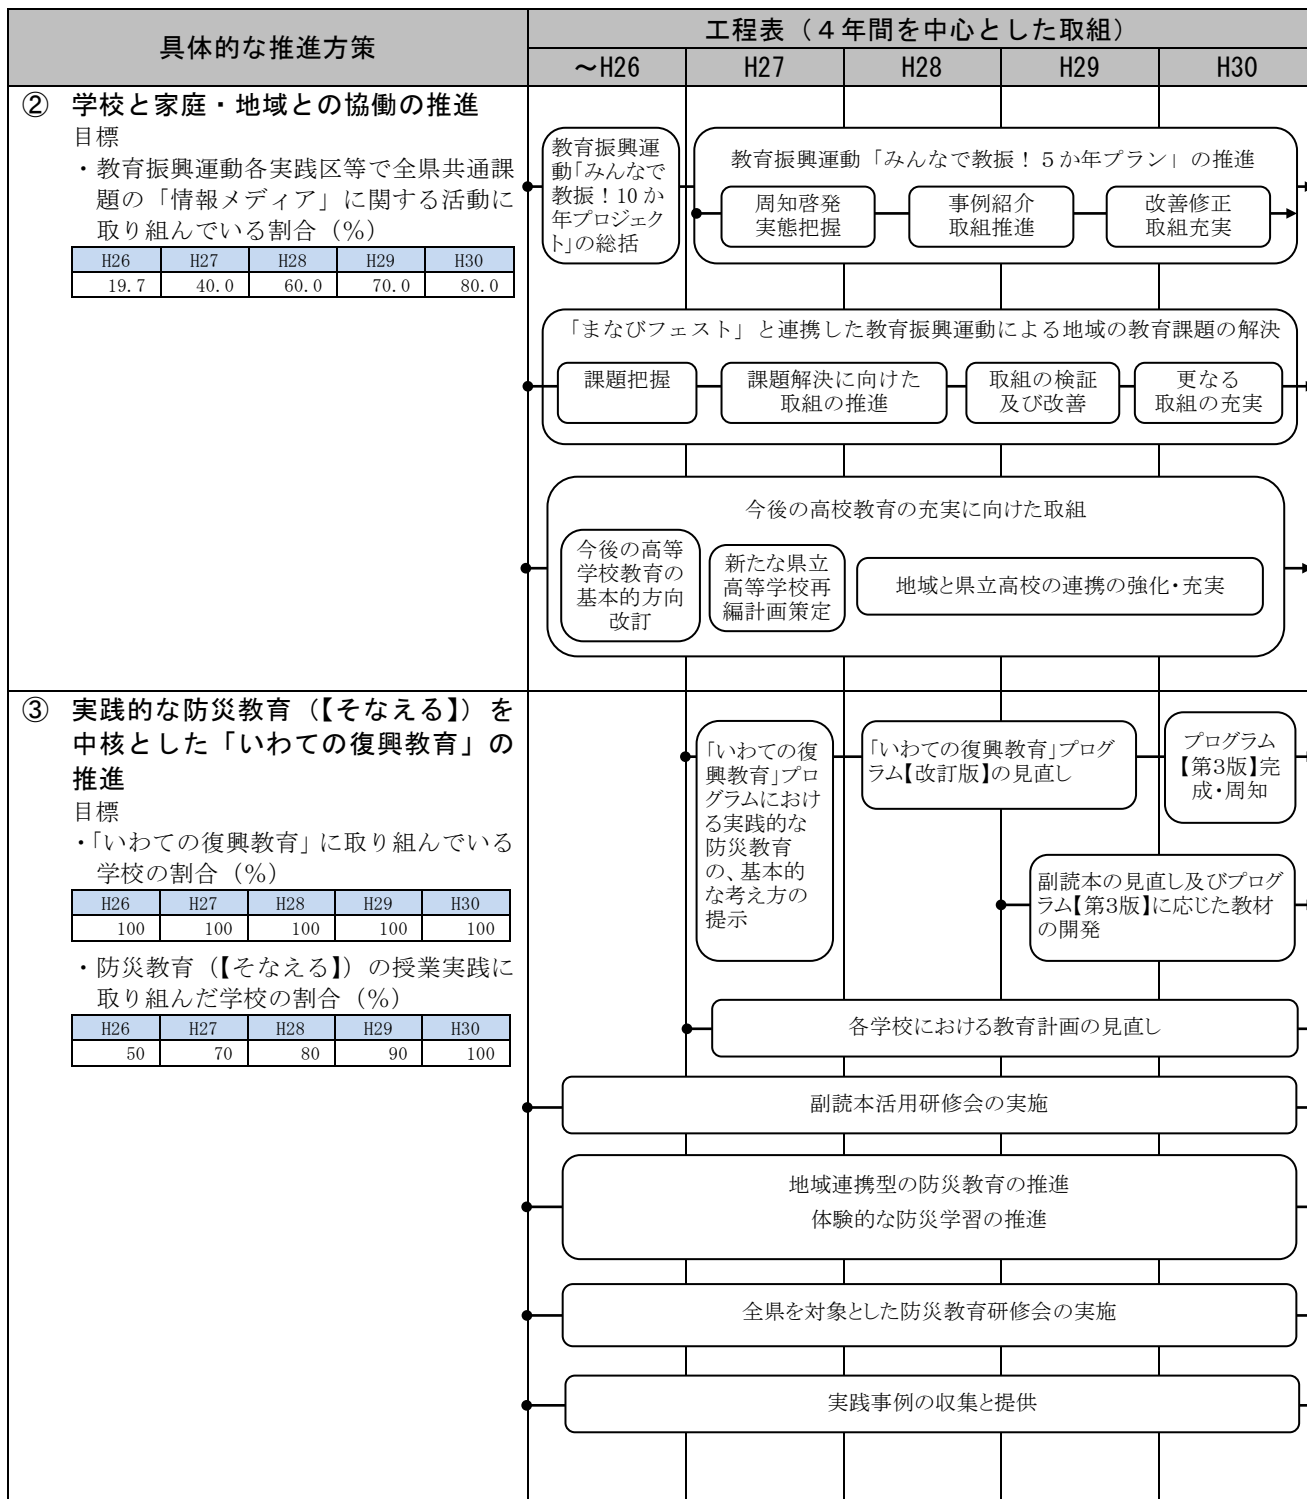 具体的な推進方策
工程表（４年間を中心とした取組）
～H26 H27 H28 H29 H30
② 学校と家庭・地域との協働の推進
目標
・教育振興運動各実践区等で全県共通課
題の「情報メディア」に関する活動に
取り組んでいる割合（%）
H26 H27 H28 H29 H30
19.7 40.0 60.0 70.0 80.0
教育振興運
動「みんなで
教振！10 か
年プロジェク
ト」の総括
教育振興運動「みんなで教振！５か年プラン」の推進
周知啓発
実態把握
事例紹介
取組推進
改善修正
取組充実
「まなびフェスト」と連携した教育振興運動による地域の教育課題の解決
課題把握
課題解決に向けた
取組の推進
取組の検証
及び改善
更なる
取組の充実
今後の高校教育の充実に向けた取組
今後の高等
学校教育の
基本的方向
改訂
新たな県立
高等学校再
編計画策定
地域と県立高校の連携の強化・充実
③ 実践的な防災教育（【そなえる】）を
中核とした「いわての復興教育」の
推進
目標
・「いわての復興教育」に取り組んでいる
学校の割合（%）
H26 H27 H28 H29 H30
100 100 100 100 100
・防災教育（【そなえる】）の授業実践に
取り組んだ学校の割合（%）
H26 H27 H28 H29 H30
50 70 80 90 100
「いわての復
興教育」プロ
グラムにおけ
る実践的な
防災教育
の、基本的
な考え方の
提示
「いわての復興教育」プログ
ラム【改訂版】の見直し
プログラム
【第3版】完
成・周知
副読本の見直し及びプログ
ラム【第3版】に応じた教材
の開発
各学校における教育計画の見直し
副読本活用研修会の実施
地域連携型の防災教育の推進
体験的な防災学習の推進
全県を対象とした防災教育研修会の実施
実践事例の収集と提供